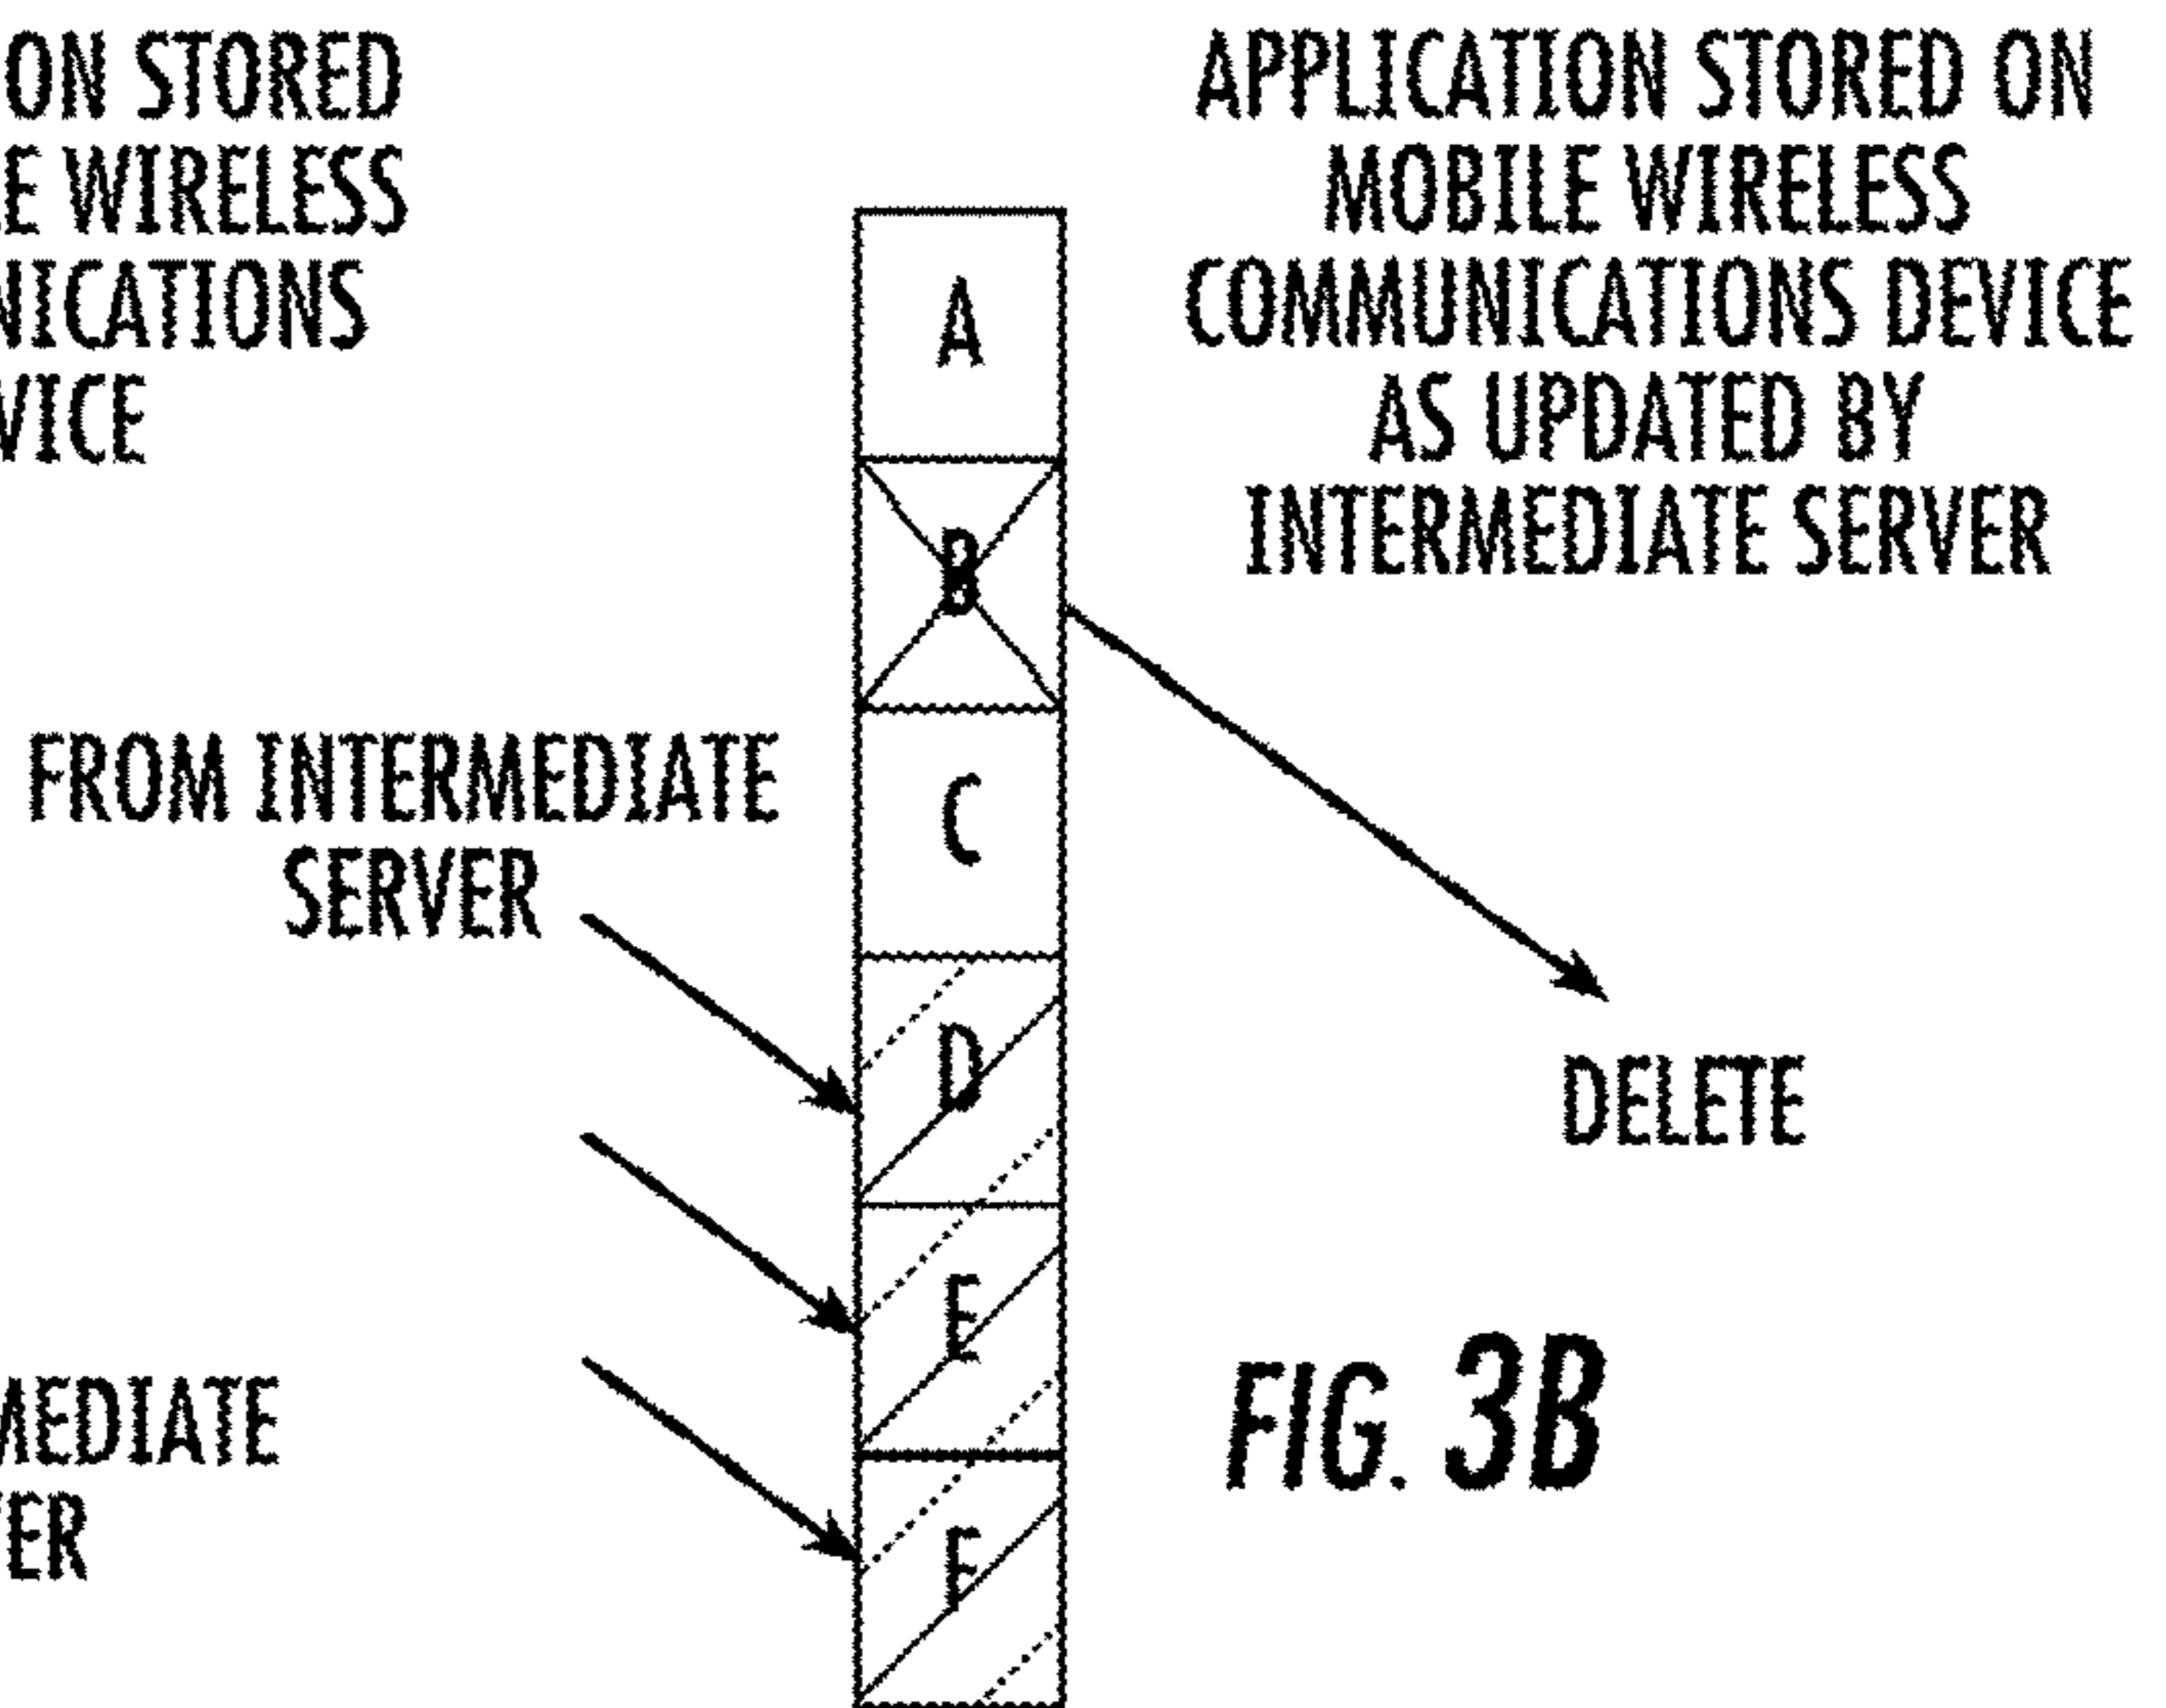 ON STORED
E WIRELESS
NICATIONS
VICE
APPLICATION STORED ON
MOBILE WIRELESS
COMMUNICATIONS DEVICE
AS UPDATED BY
INTERMEDIATE SERVER
A
B
C
D
E
F
FROM INTERMEDIATE
SERVER
DELETE
MEDIATE
ER
FIG. 3B